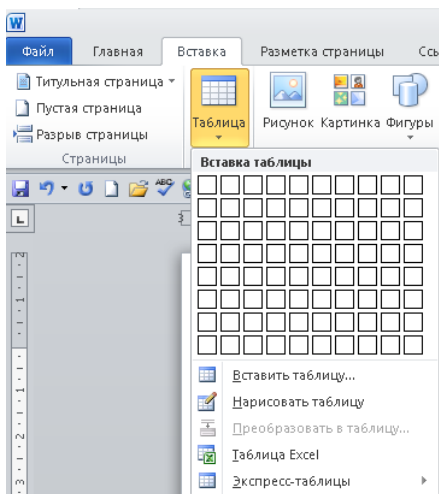 Файл Главная Вставка Разметка страницы Ссы
Титульная страница
Пустая страница
Разрыв страницы
Страницы
Таблица
Рисунок Картинка Фигуры
Вставка таблицы
Вставить таблицу...
Нарисовать таблицу
Преобразовать в таблицу...
Таблица Excel
Экспресс-таблицы